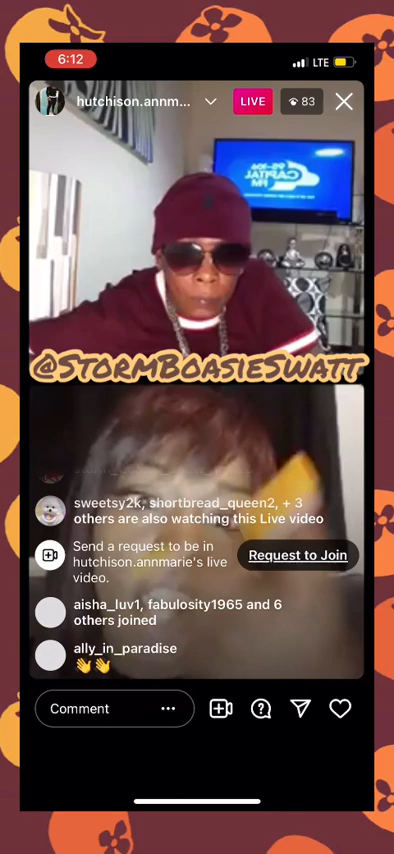 6:12
LTE
hutchison.annm...
LIVE
83
95-106
CAPITAL
FM
@StormBoasieSwatt
sweetsy2k, shortbread_queen2, + 3
others are also watching this Live video
Send a request to be in
hutchison.annmarie's live
video.
Request to Join
aisha_luv1, fabulosity1965 and 6
others joined
ally_in_paradise
👋👋
Comment